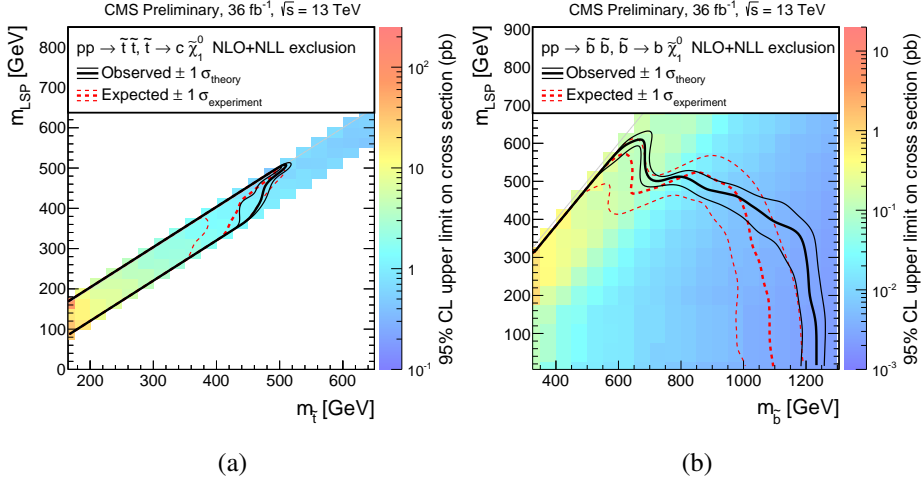 CMS Preliminary, 36 fb⁻¹, √s = 13 TeV
pp → t̃ t̃, t̃ → c χ̃₁⁰ NLO+NLL exclusion
Observed ± 1 σ_theory
Expected ± 1 σ_experiment
m_LSP [GeV]
800
700
600
500
400
300
200
100
0
200 300 400 500 600
m_t̃ [GeV]
10²
10
1
10⁻¹
95% CL upper limit on cross section (pb)
(a)
CMS Preliminary, 36 fb⁻¹, √s = 13 TeV
pp → b̃ b̃, b̃ → b χ̃₁⁰ NLO+NLL exclusion
Observed ± 1 σ_theory
Expected ± 1 σ_experiment
m_LSP [GeV]
900
800
700
600
500
400
300
200
100
400 600 800 1000 1200
m_b̃ [GeV]
10
1
10⁻¹
10⁻²
10⁻³
95% CL upper limit on cross section (pb)
(b)